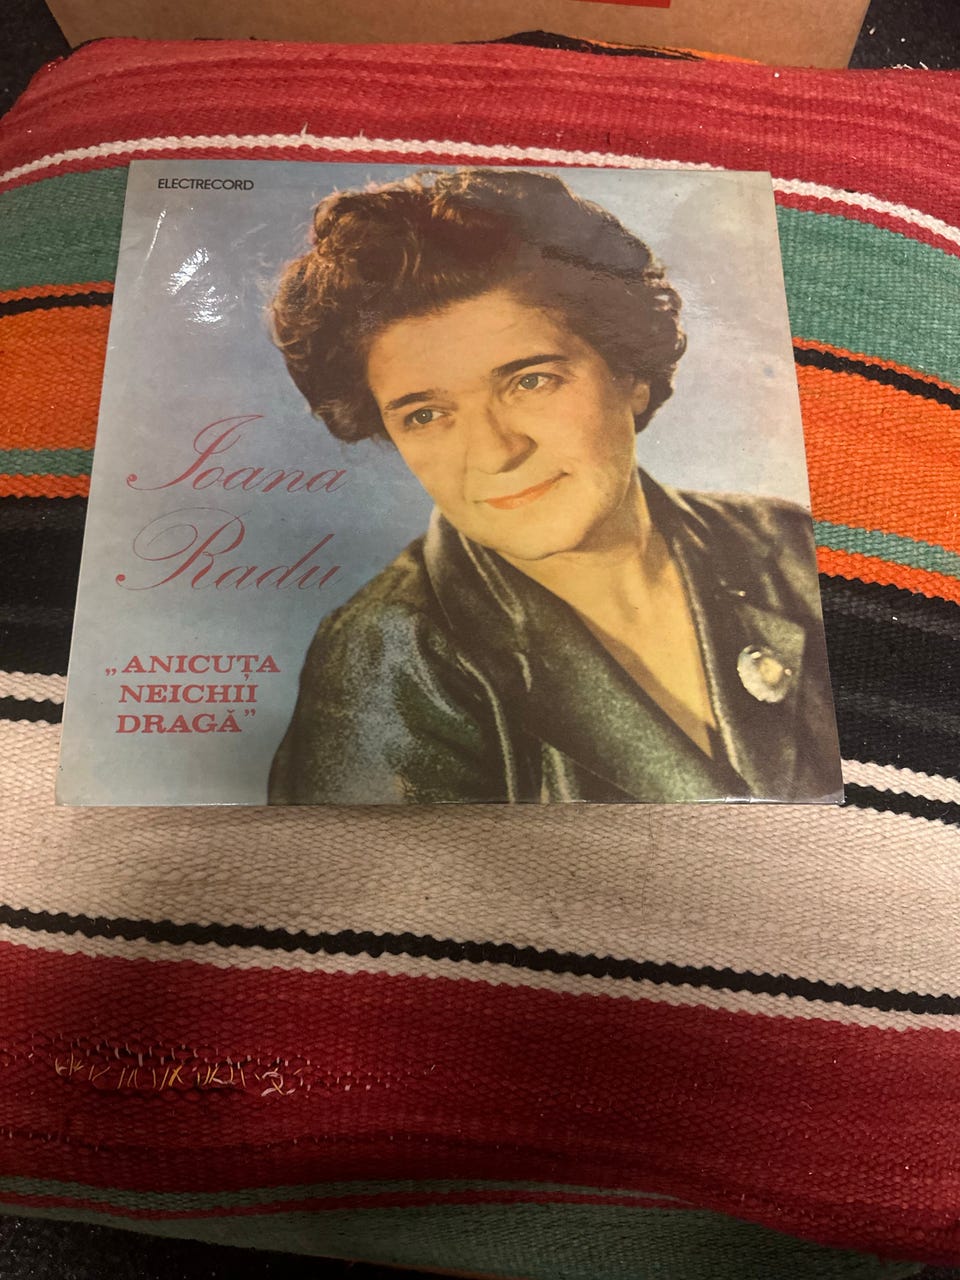 ELECTRECORD
Ioana
Radu
„ANICUȚA
NEICHII
DRAGĂ”